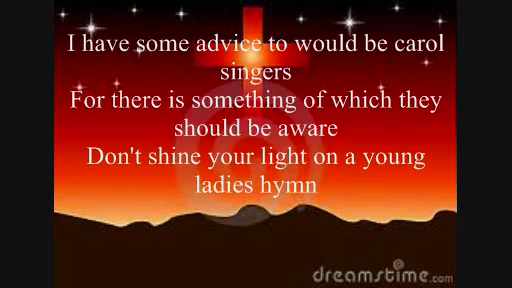 I have some advice to would be carol
singers
For there is something of which they
should be aware
Don't shine your light on a young
ladies hymn
dreamstime.com